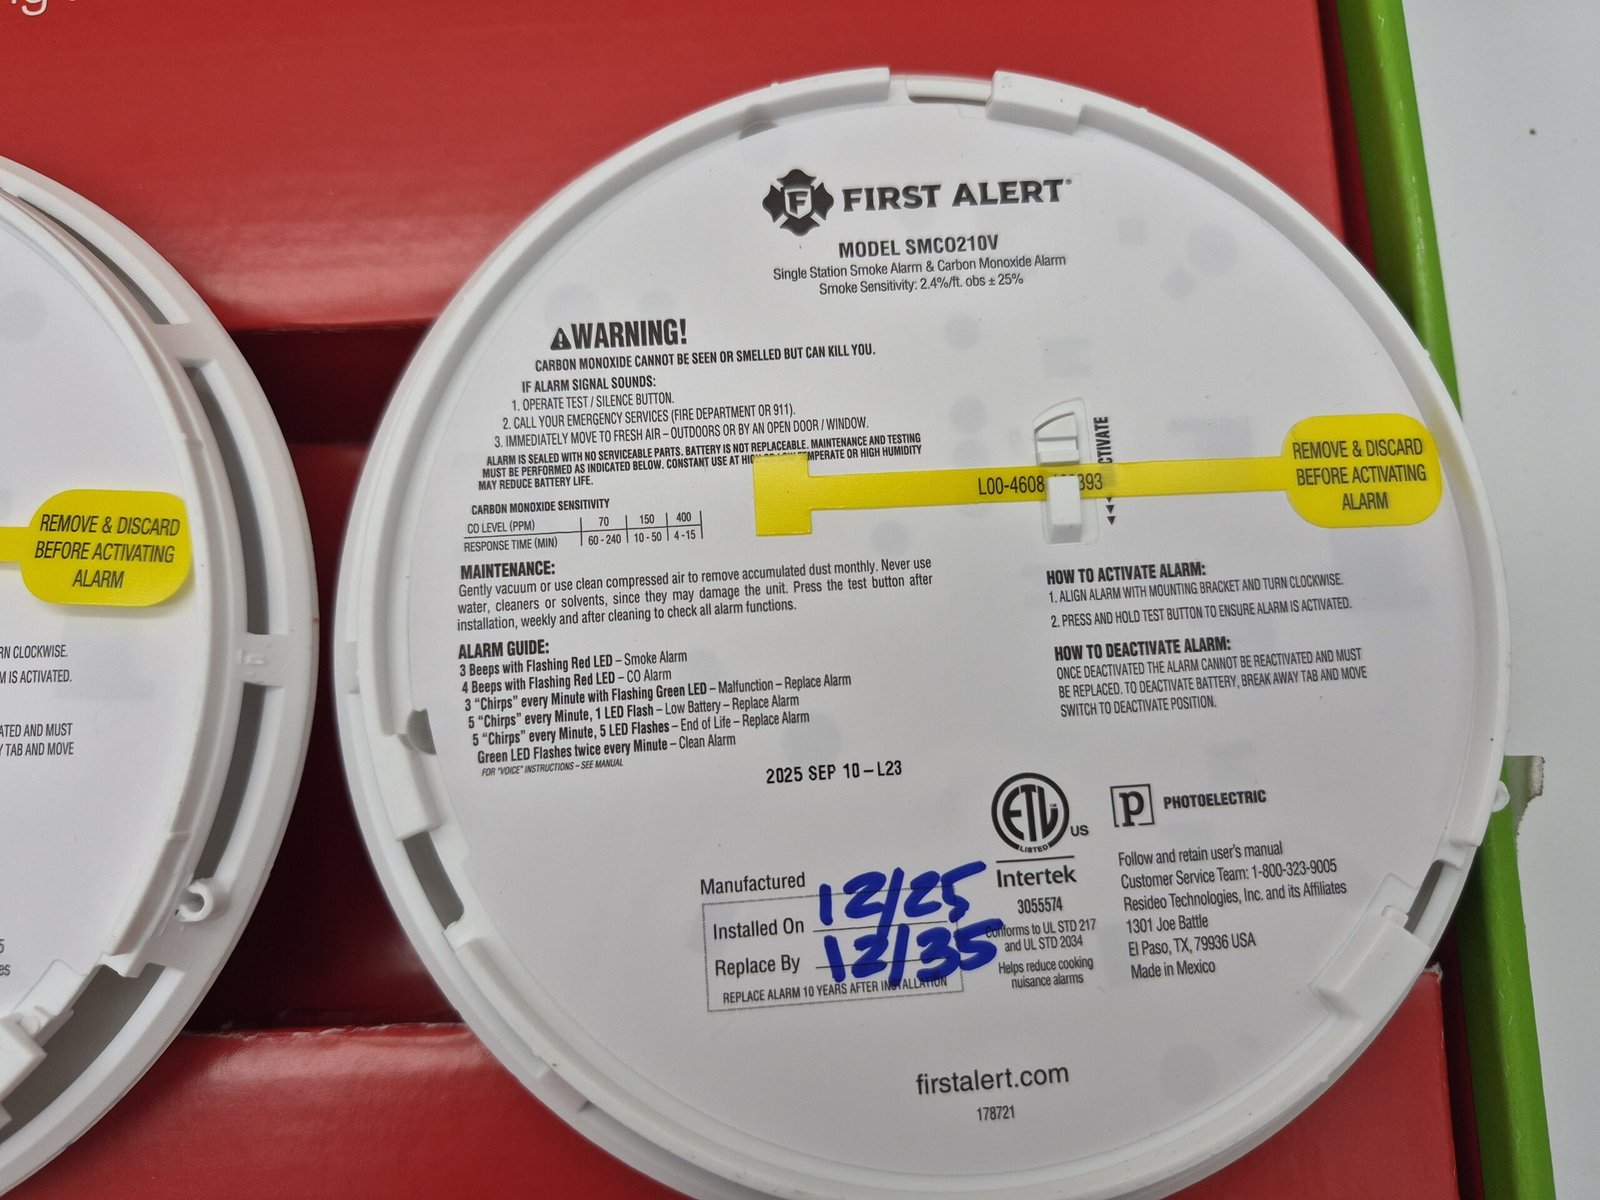 FIRST ALERT®
MODEL SMCO210V
Single Station Smoke Alarm & Carbon Monoxide Alarm
Smoke Sensitivity: 2.4%/ft. obs ± 25%
WARNING!
CARBON MONOXIDE CANNOT BE SEEN OR SMELLED BUT CAN KILL YOU.
IF ALARM SIGNAL SOUNDS:
1. OPERATE TEST / SILENCE BUTTON.
2. CALL YOUR EMERGENCY SERVICES (FIRE DEPARTMENT OR 911).
3. IMMEDIATELY MOVE TO FRESH AIR – OUTDOORS OR BY AN OPEN DOOR / WINDOW.
ALARM IS SEALED WITH NO SERVICEABLE PARTS. BATTERY IS NOT REPLACEABLE. MAINTENANCE AND TESTING
MUST BE PERFORMED AS INDICATED BELOW. CONSTANT USE AT HIGH OR LOW TEMPERATE OR HIGH HUMIDITY
MAY REDUCE BATTERY LIFE.
CARBON MONOXIDE SENSITIVITY
CO LEVEL (PPM) 70 150 400
RESPONSE TIME (MIN) 60 - 240 10 - 50 4 - 15
MAINTENANCE:
Gently vacuum or use clean compressed air to remove accumulated dust monthly. Never use
water, cleaners or solvents, since they may damage the unit. Press the test button after
installation, weekly and after cleaning to check all alarm functions.
ALARM GUIDE:
3 Beeps with Flashing Red LED – Smoke Alarm
4 Beeps with Flashing Red LED – CO Alarm
3 “Chirps” every Minute with Flashing Green LED – Malfunction – Replace Alarm
5 “Chirps” every Minute, 1 LED Flash – Low Battery – Replace Alarm
5 “Chirps” every Minute, 5 LED Flashes – End of Life – Replace Alarm
Green LED Flashes twice every Minute – Clean Alarm
FOR "VOICE" INSTRUCTIONS – SEE MANUAL
2025 SEP 10 – L23
L00-4608 393
REMOVE & DISCARD
BEFORE ACTIVATING
ALARM
HOW TO ACTIVATE ALARM:
1. ALIGN ALARM WITH MOUNTING BRACKET AND TURN CLOCKWISE.
2. PRESS AND HOLD TEST BUTTON TO ENSURE ALARM IS ACTIVATED.
HOW TO DEACTIVATE ALARM:
ONCE DEACTIVATED THE ALARM CANNOT BE REACTIVATED AND MUST
BE REPLACED. TO DEACTIVATE BATTERY, BREAK AWAY TAB AND MOVE
SWITCH TO DEACTIVATE POSITION.
ETL
LISTED
US
Intertek
3055574
Conforms to UL STD 217
and UL STD 2034
Helps reduce cooking
nuisance alarms
P PHOTOELECTRIC
Follow and retain user's manual
Customer Service Team: 1-800-323-9005
Resideo Technologies, Inc. and its Affiliates
1301 Joe Battle
El Paso, TX, 79936 USA
Made in Mexico
Manufactured
Installed On 12/25
Replace By 12/35
REPLACE ALARM 10 YEARS AFTER INSTALLATION
firstalert.com
178721
REMOVE & DISCARD
BEFORE ACTIVATING
ALARM
RN CLOCKWISE.
M IS ACTIVATED.
ATED AND MUST
Y TAB AND MOVE